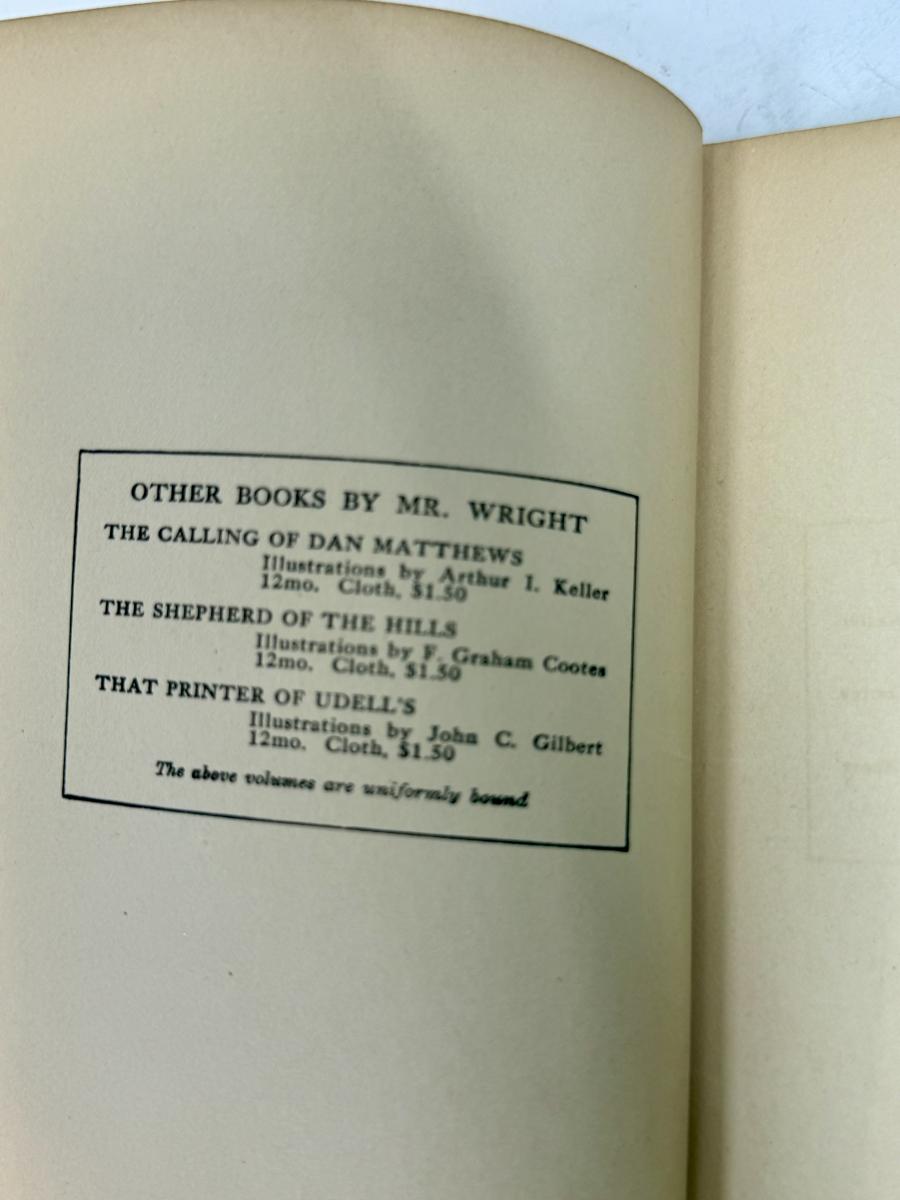 OTHER BOOKS BY MR. WRIGHT
THE CALLING OF DAN MATTHEWS
Illustrations by Arthur I. Keller
12mo. Cloth, $1.50
THE SHEPHERD OF THE HILLS
Illustrations by F. Graham Cootes
12mo. Cloth, $1.50
THAT PRINTER OF UDELL'S
Illustrations by John C. Gilbert
12mo. Cloth, $1.50
The above volumes are uniformly bound